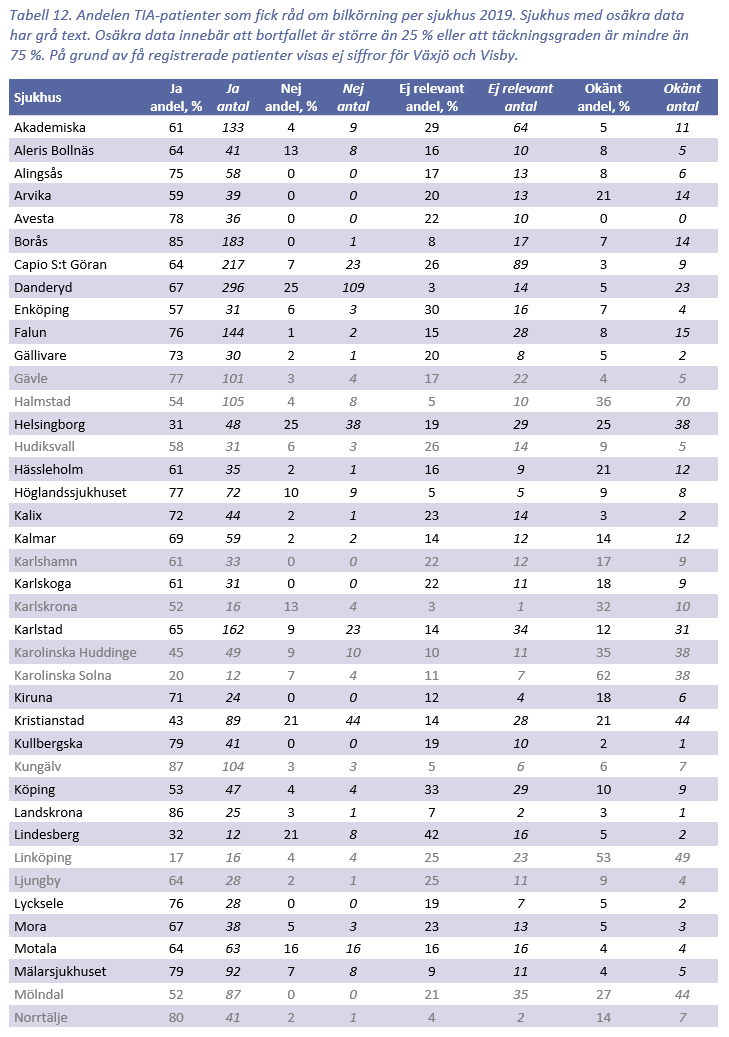 Tabell 12. Andelen TIA-patienter som fick råd om bilkörning per sjukhus 2019. Sjukhus med osäkra data
har grå text. Osäkra data innebär att bortfallet är större än 25 % eller att täckningsgraden är mindre än
75 %. På grund av få registrerade patienter visas ej siffror för Växjö och Visby.
Sjukhus Ja andel, % Ja antal Nej andel, % Nej antal Ej relevant andel, % Ej relevant antal Okänt andel, % Okänt antal
Akademiska 61 133 4 9 29 64 5 11
Aleris Bollnäs 64 41 13 8 16 10 8 5
Alingsås 75 58 0 0 17 13 8 6
Arvika 59 39 0 0 20 13 21 14
Avesta 78 36 0 0 22 10 0 0
Borås 85 183 0 1 8 17 7 14
Capio S:t Göran 64 217 7 23 26 89 3 9
Danderyd 67 296 25 109 3 14 5 23
Enköping 57 31 6 3 30 16 7 4
Falun 76 144 1 2 15 28 8 15
Gällivare 73 30 2 1 20 8 5 2
Gävle 77 101 3 4 17 22 4 5
Halmstad 54 105 4 8 5 10 36 70
Helsingborg 31 48 25 38 19 29 25 38
Hudiksvall 58 31 6 3 26 14 9 5
Hässleholm 61 35 2 1 16 9 21 12
Höglandssjukhuset 77 72 10 9 5 5 9 8
Kalix 72 44 2 1 23 14 3 2
Kalmar 69 59 2 2 14 12 14 12
Karlshamn 61 33 0 0 22 12 17 9
Karlskoga 61 31 0 0 22 11 18 9
Karlskrona 52 16 13 4 3 1 32 10
Karlstad 65 162 9 23 14 34 12 31
Karolinska Huddinge 45 49 9 10 10 11 35 38
Karolinska Solna 20 12 7 4 11 7 62 38
Kiruna 71 24 0 0 12 4 18 6
Kristianstad 43 89 21 44 14 28 21 44
Kullbergska 79 41 0 0 19 10 2 1
Kungälv 87 104 3 3 5 6 6 7
Köping 53 47 4 4 33 29 10 9
Landskrona 86 25 3 1 7 2 3 1
Lindesberg 32 12 21 8 42 16 5 2
Linköping 17 16 4 4 25 23 53 49
Ljungby 64 28 2 1 25 11 9 4
Lycksele 76 28 0 0 19 7 5 2
Mora 67 38 5 3 23 13 5 3
Motala 64 63 16 16 16 16 4 4
Mälarsjukhuset 79 92 7 8 9 11 4 5
Mölndal 52 87 0 0 21 35 27 44
Norrtälje 80 41 2 1 4 2 14 7